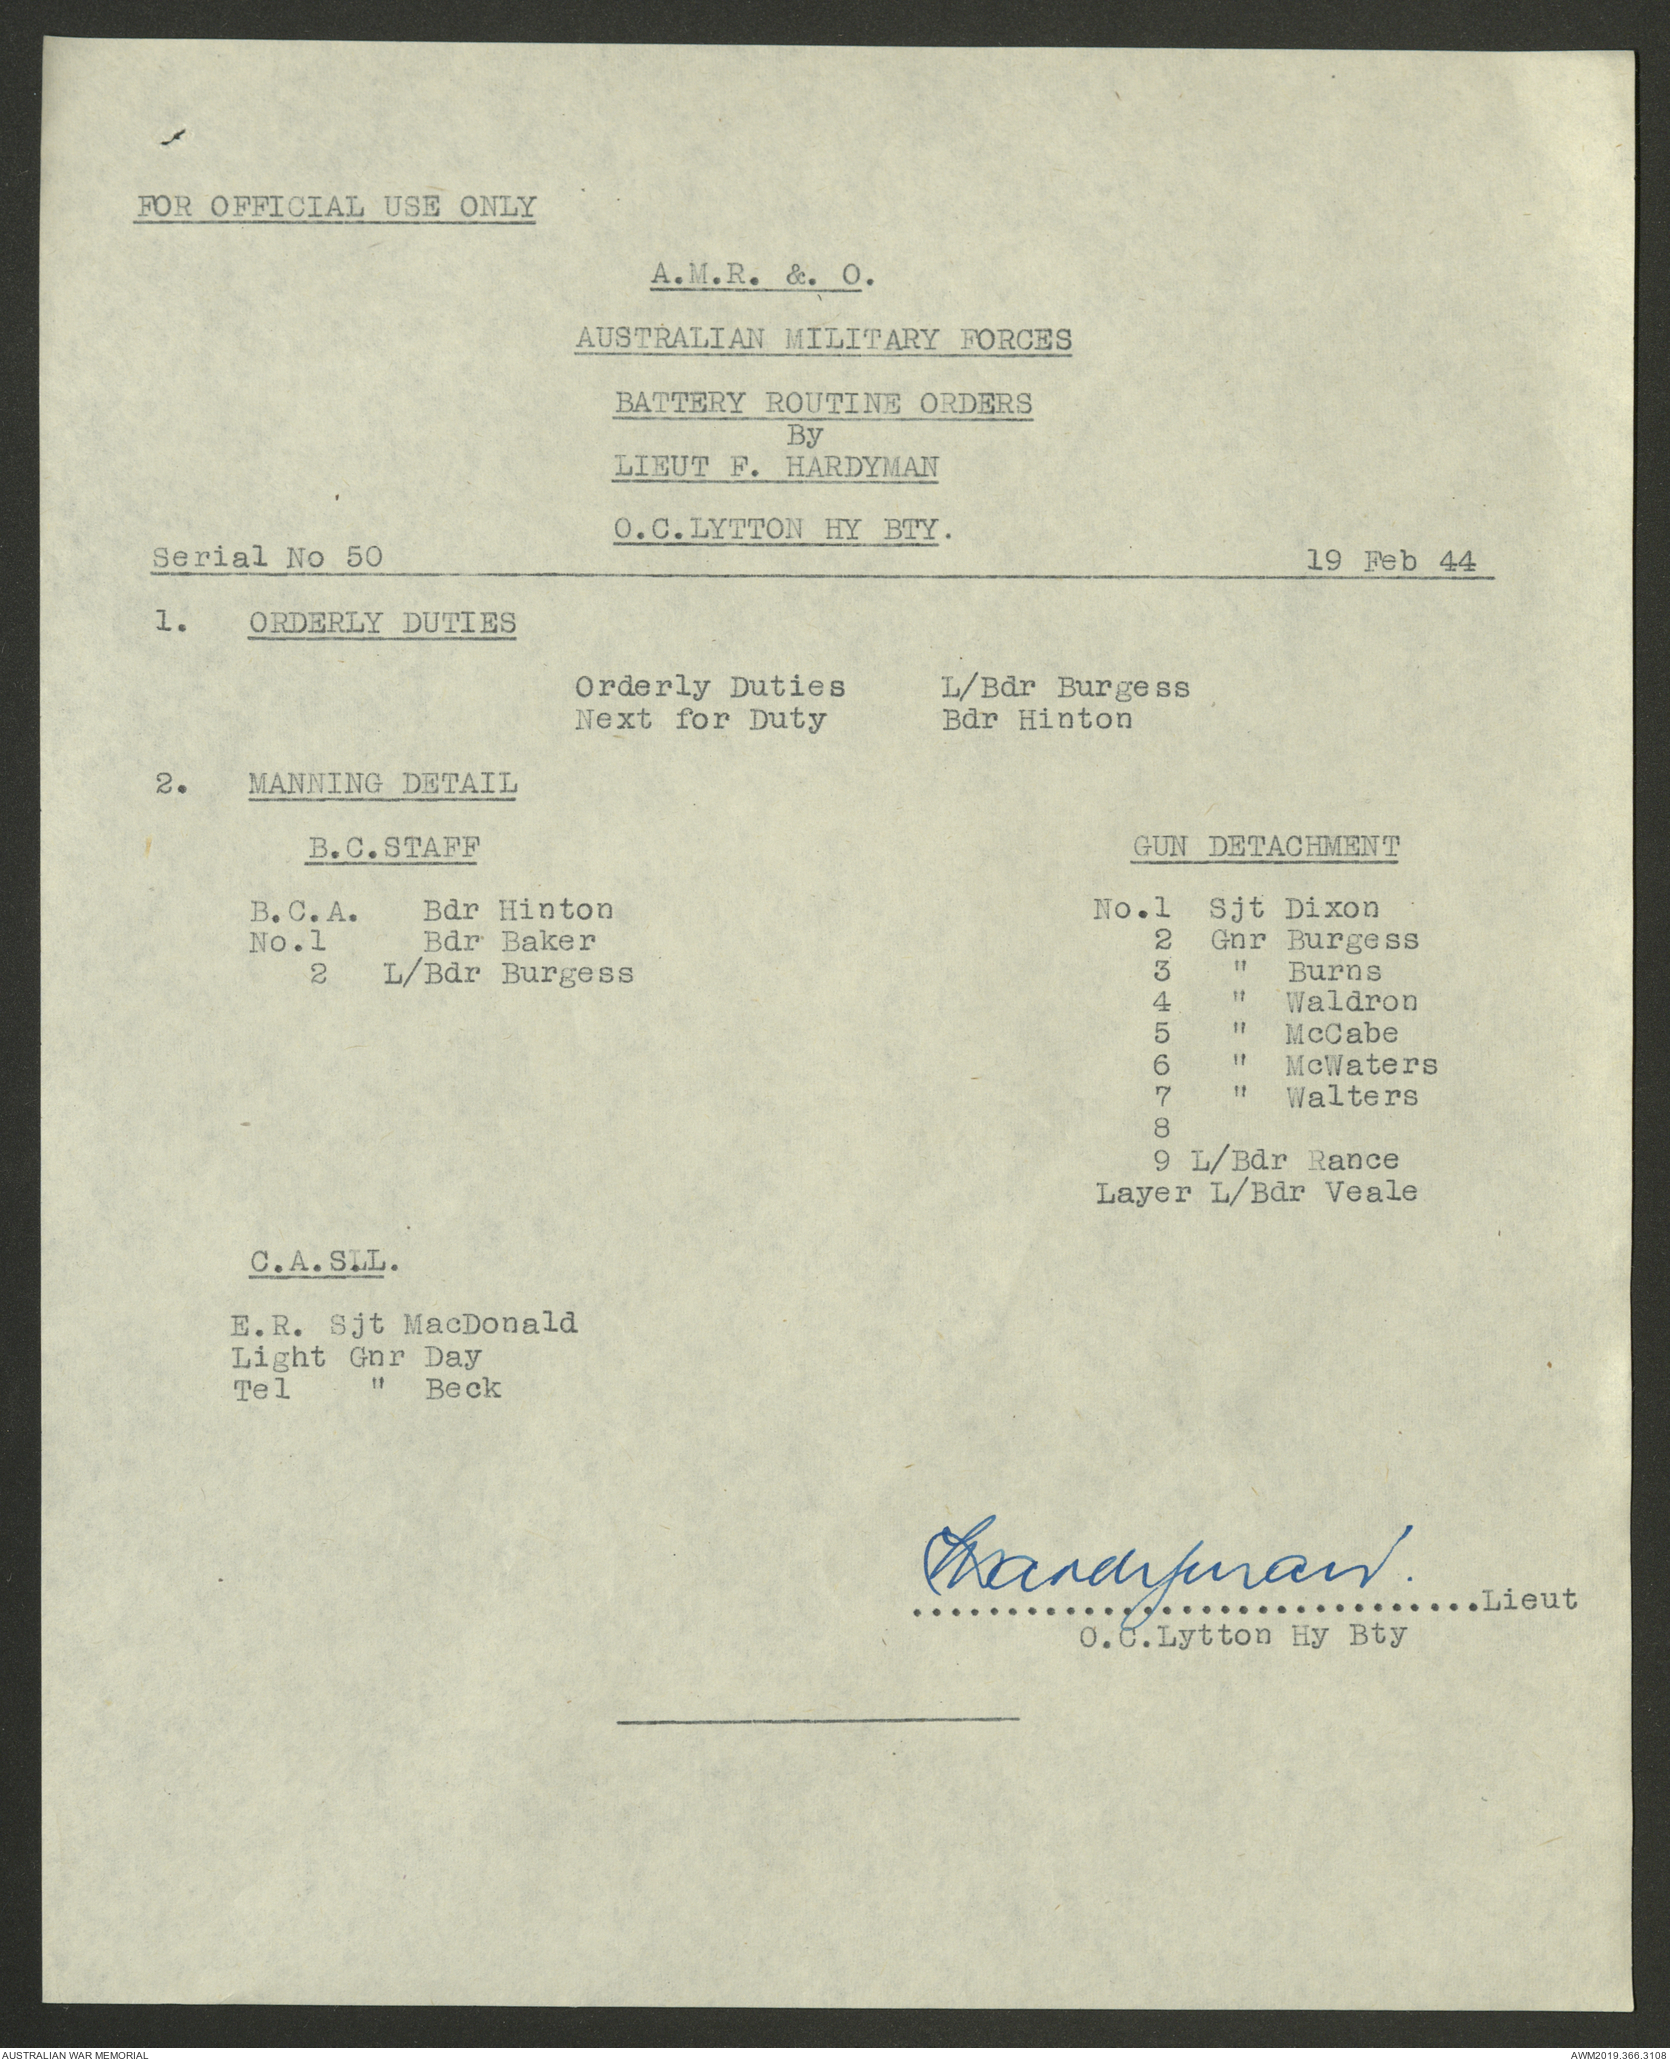 FOR OFFICIAL USE ONLY
A.M.R. &. O.
AUSTRALIAN MILITARY FORCES
BATTERY ROUTINE ORDERS
By
LIEUT F. HARDYMAN
O.C.LYTTON HY BTY.
Serial No 50 19 Feb 44
1. ORDERLY DUTIES
Orderly Duties L/Bdr Burgess
Next for Duty Bdr Hinton
2. MANNING DETAIL
B.C.STAFF
B.C.A. Bdr Hinton
No.1 Bdr Baker
2 L/Bdr Burgess
GUN DETACHMENT
No.1 Sjt Dixon
2 Gnr Burgess
3 " Burns
4 " Waldron
5 " McCabe
6 " McWaters
7 " Walters
8
9 L/Bdr Rance
Layer L/Bdr Veale
C.A.SLL.
E.R. Sjt MacDonald
Light Gnr Day
Tel " Beck
Hardyman.
..............................Lieut
O.C.Lytton Hy Bty
AUSTRALIAN WAR MEMORIAL AWM2019.366.3108